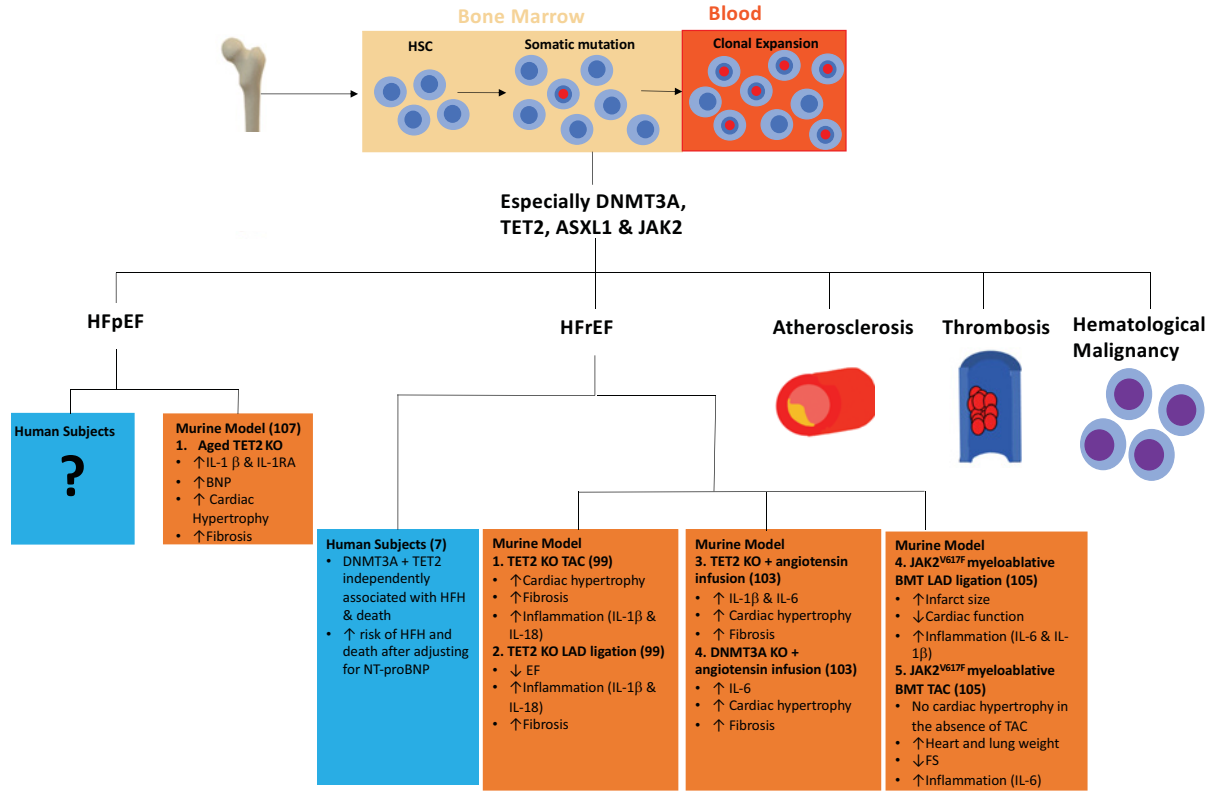 Bone Marrow
Blood
HSC
Somatic mutation
Clonal Expansion
Especially DNMT3A,
TET2, ASXL1 & JAK2
HFpEF
HFrEF
Atherosclerosis
Thrombosis
Hematological
Malignancy
Human Subjects
?
Murine Model (107)
1. Aged TET2 KO
• ↑IL-1 β & IL-1RA
• ↑BNP
• ↑ Cardiac
Hypertrophy
• ↑Fibrosis
Human Subjects (7)
• DNMT3A + TET2
independently
associated with HFH
& death
• ↑ risk of HFH and
death after adjusting
for NT-proBNP
Murine Model
1. TET2 KO TAC (99)
• ↑Cardiac hypertrophy
• ↑Fibrosis
• ↑Inflammation (IL-1β &
IL-18)
2. TET2 KO LAD ligation (99)
• ↓ EF
• ↑Inflammation (IL-1β &
IL-18)
• ↑Fibrosis
Murine Model
3. TET2 KO + angiotensin
infusion (103)
• ↑ IL-1β & IL-6
• ↑ Cardiac hypertrophy
• ↑ Fibrosis
4. DNMT3A KO +
angiotensin infusion (103)
• ↑ IL-6
• ↑ Cardiac hypertrophy
• ↑ Fibrosis
Murine Model
4. JAK2V617F myeloablative
BMT LAD ligation (105)
• ↑Infarct size
• ↓Cardiac function
• ↑Inflammation (IL-6 & IL-
1β)
5. JAK2V617F myeloablative
BMT TAC (105)
• No cardiac hypertrophy in
the absence of TAC
• ↑Heart and lung weight
• ↓FS
• ↑Inflammation (IL-6)